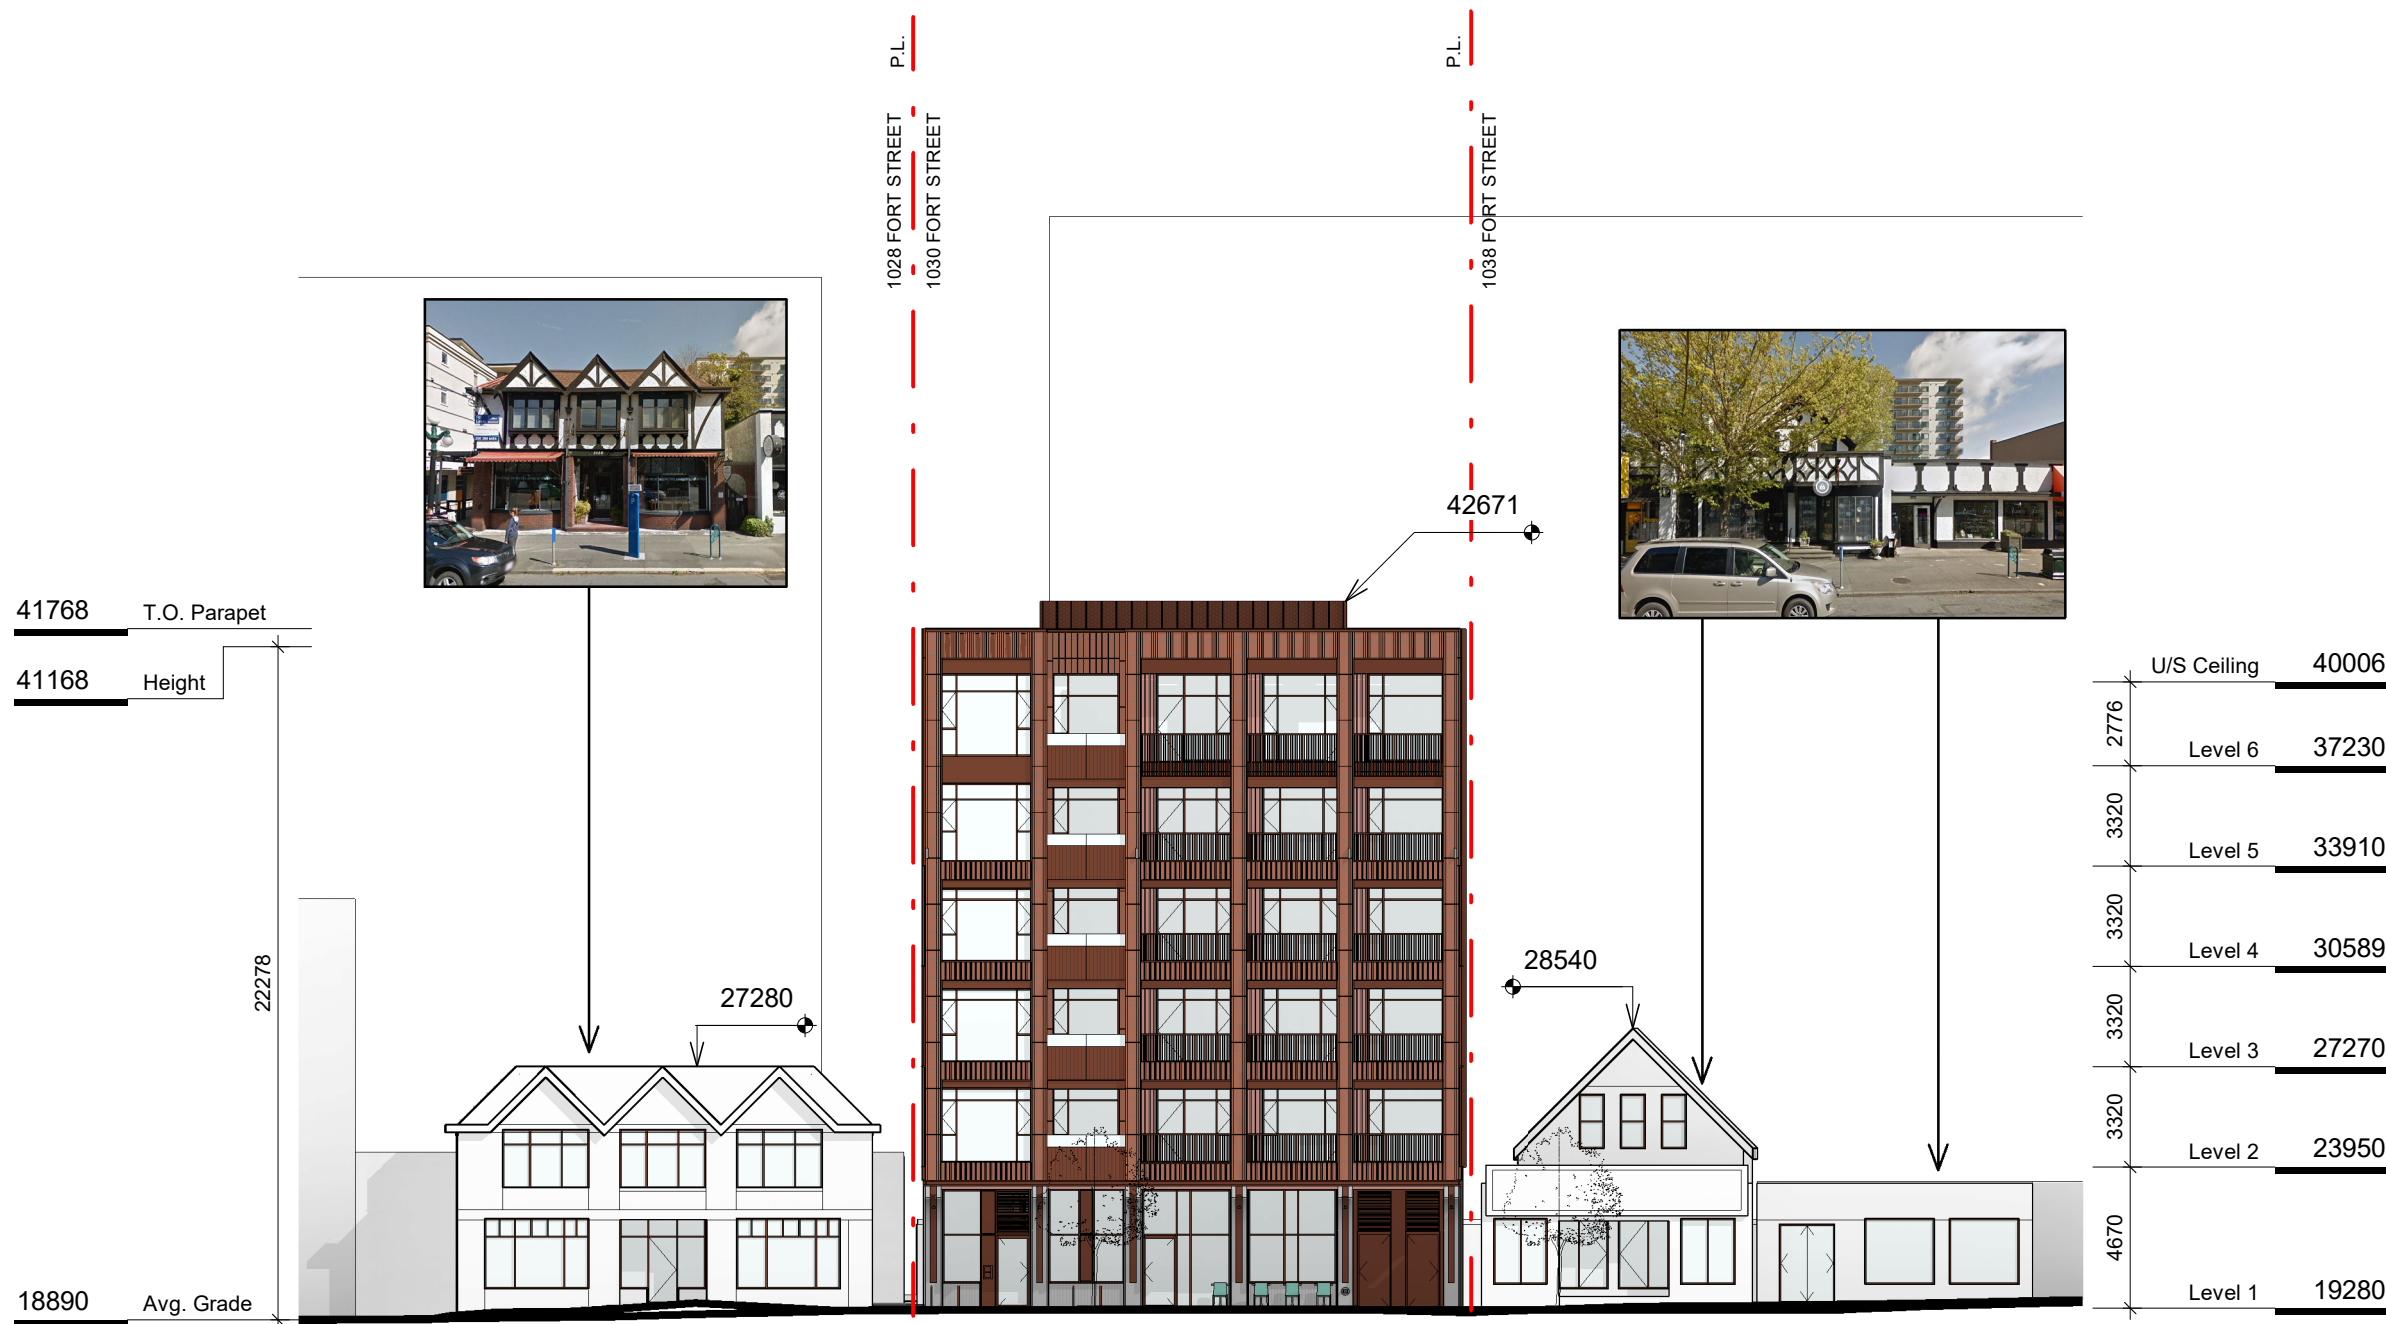 P.L.
P.L.
1028 FORT STREET
1030 FORT STREET
1038 FORT STREET
42671
41768 T.O. Parapet
41168 Height
22278
27280
28540
18890 Avg. Grade
U/S Ceiling 40006
2776
Level 6 37230
3320
Level 5 33910
3320
Level 4 30589
3320
Level 3 27270
3320
Level 2 23950
4670
Level 1 19280